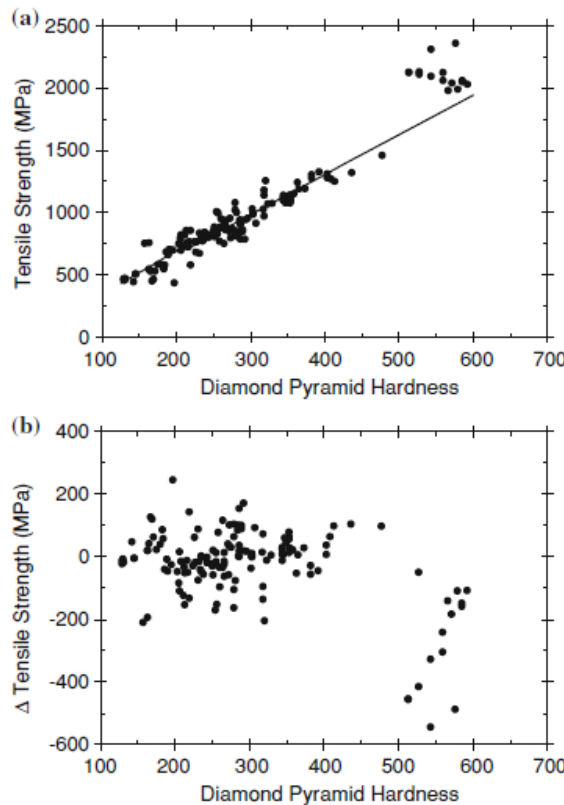 (a)
2500
2000
1500
1000
500
0
Tensile Strength (MPa)
100 200 300 400 500 600 700
Diamond Pyramid Hardness
(b)
400
200
0
-200
-400
-600
Δ Tensile Strength (MPa)
100 200 300 400 500 600 700
Diamond Pyramid Hardness